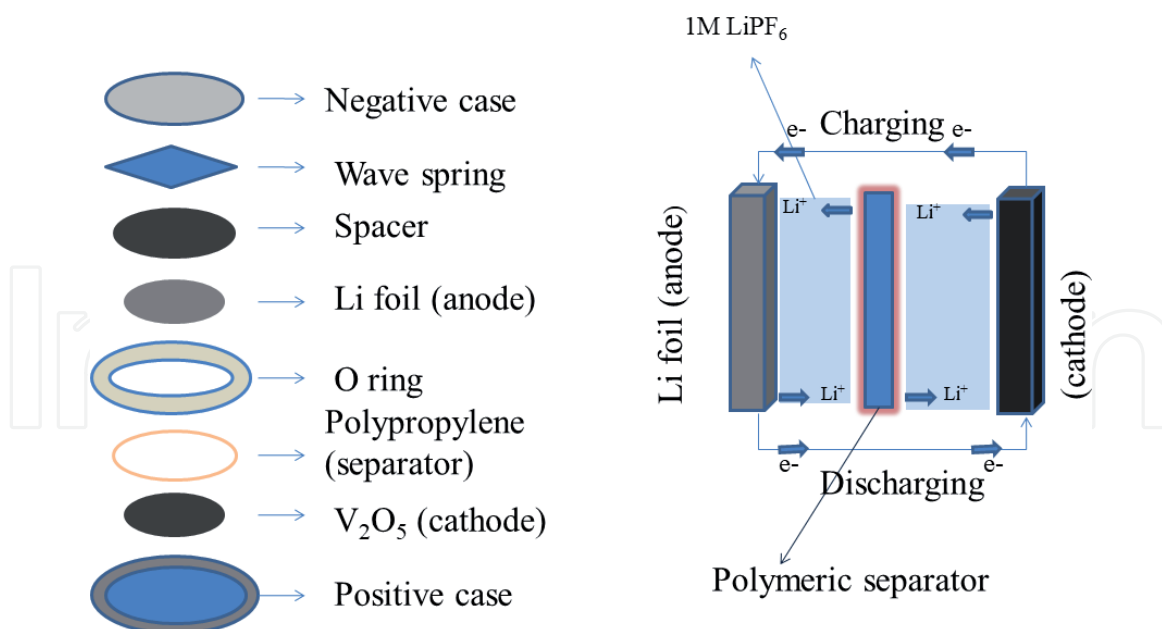 Negative case
Wave spring
Spacer
Li foil (anode)
O ring
Polypropylene
(separator)
V₂O₅ (cathode)
Positive case
1M LiPF₆
e- Charging e-
Li⁺ Li⁺
Li foil (anode)
(cathode)
Li⁺ Li⁺
e- e-
Discharging
Polymeric separator